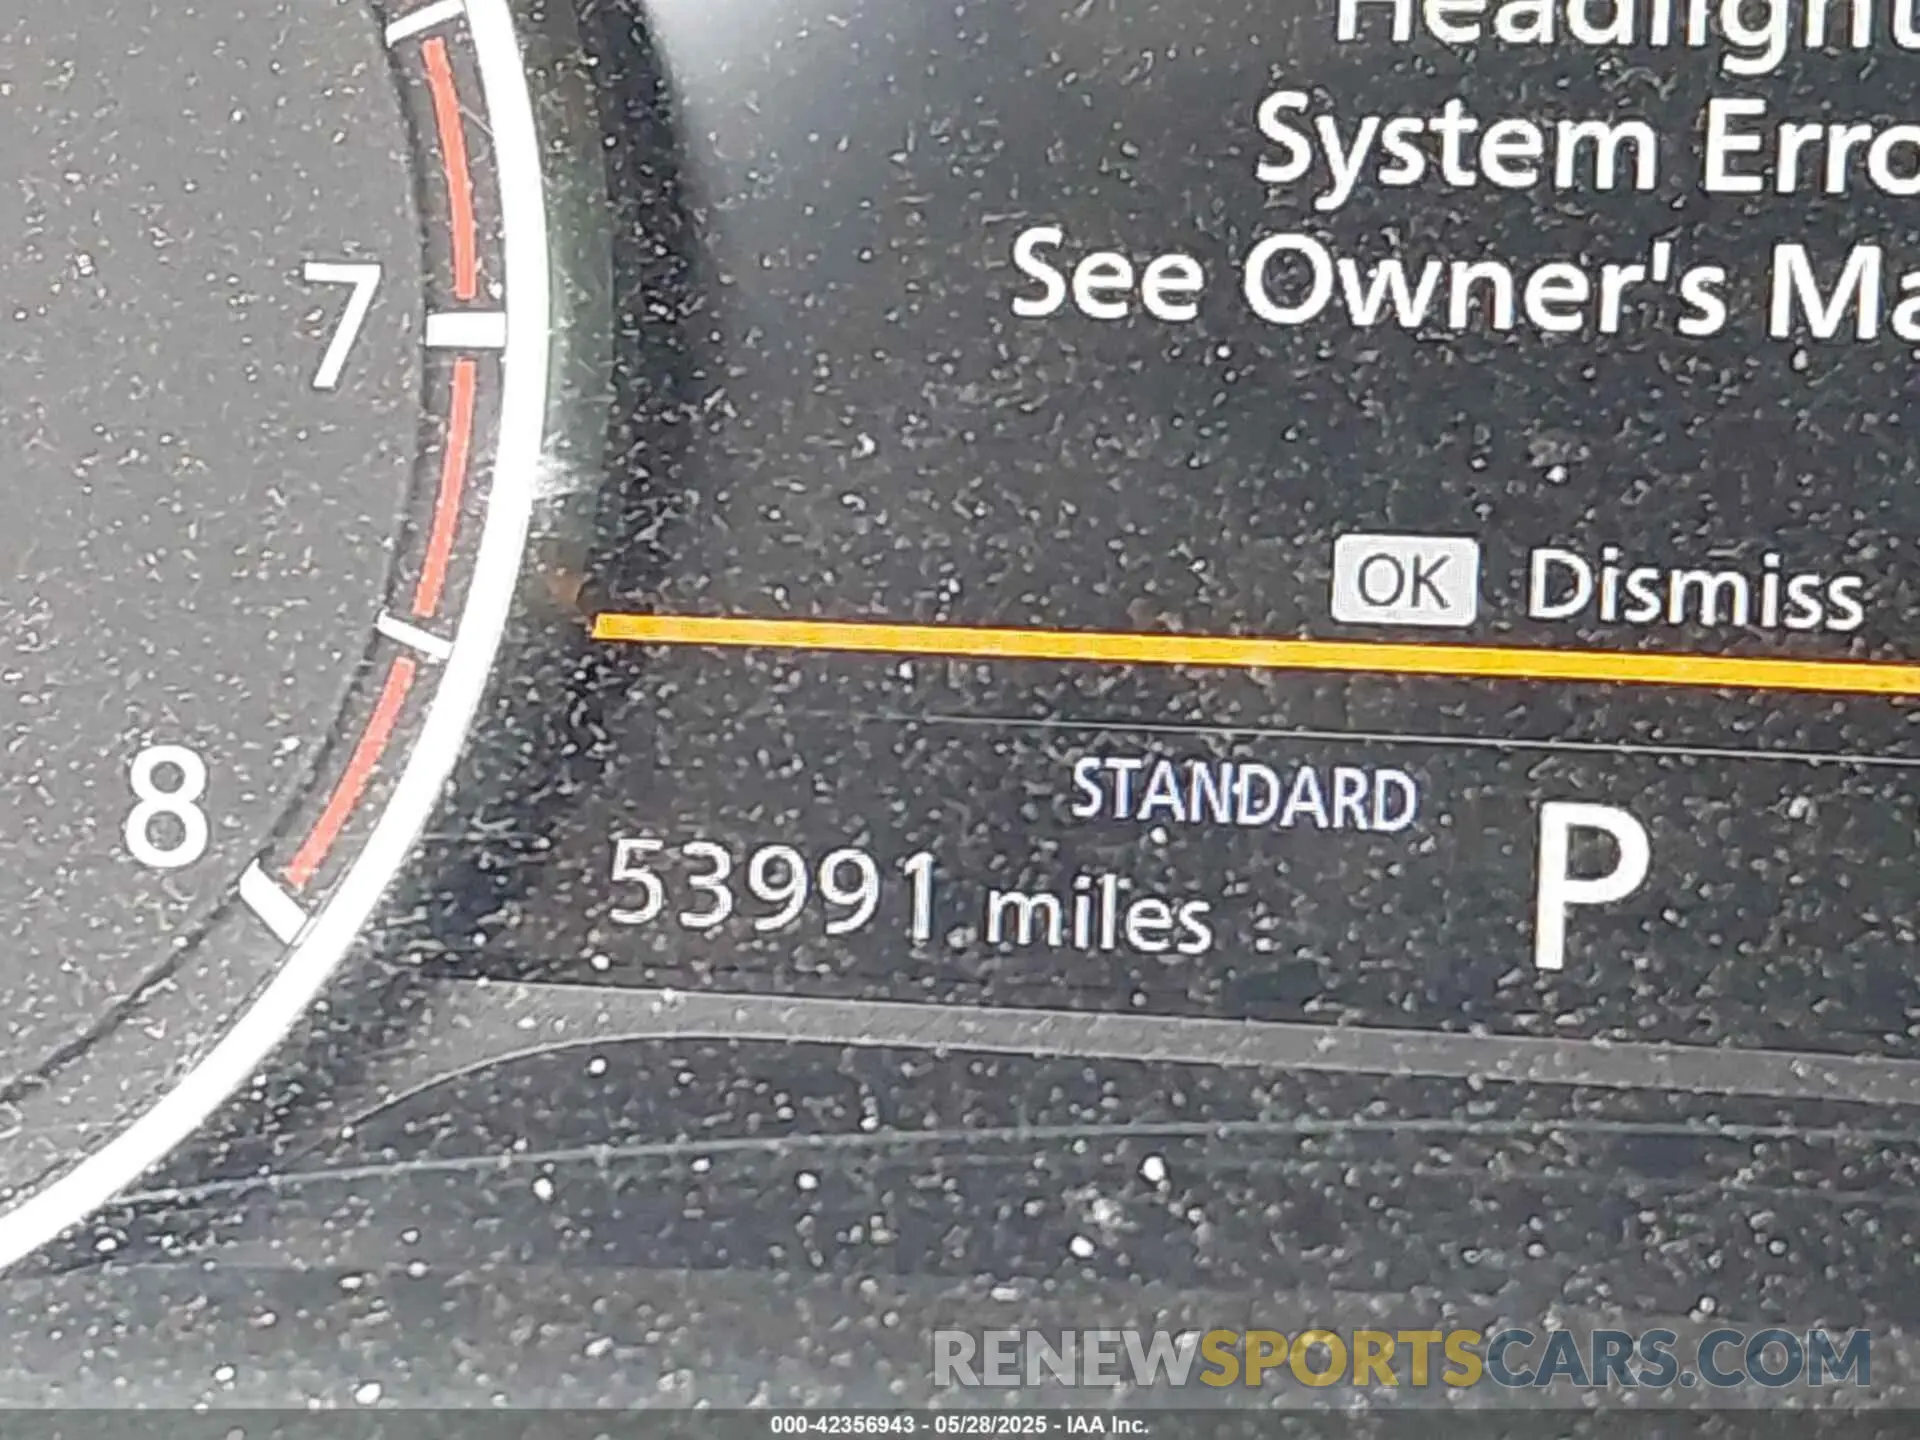 Headlight
System Erro
See Owner's Ma
7
OK Dismiss
8
STANDARD
53991 miles
P
RENEWSPORTSCARS.COM
000-42356943 - 05/28/2025 - IAA Inc.